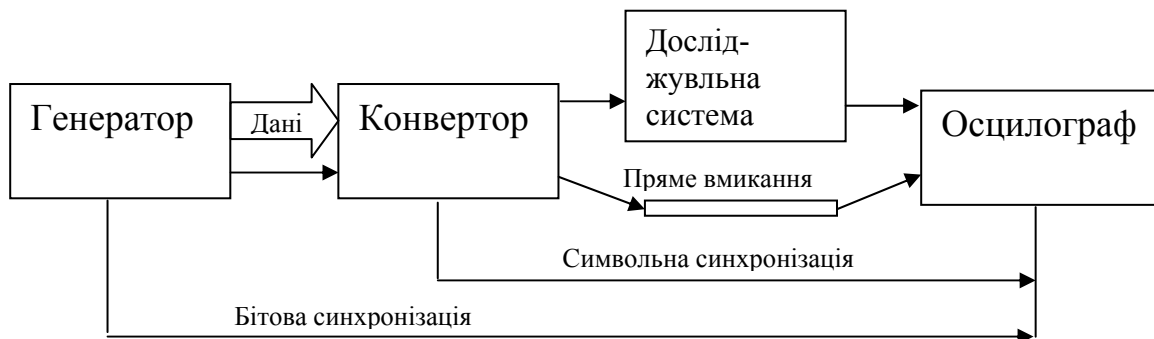 Дослід-
жувльна
система
Генератор
Дані
Конвертор
Осцилограф
Пряме вмикання
Символьна синхронізація
Бітова синхронізація